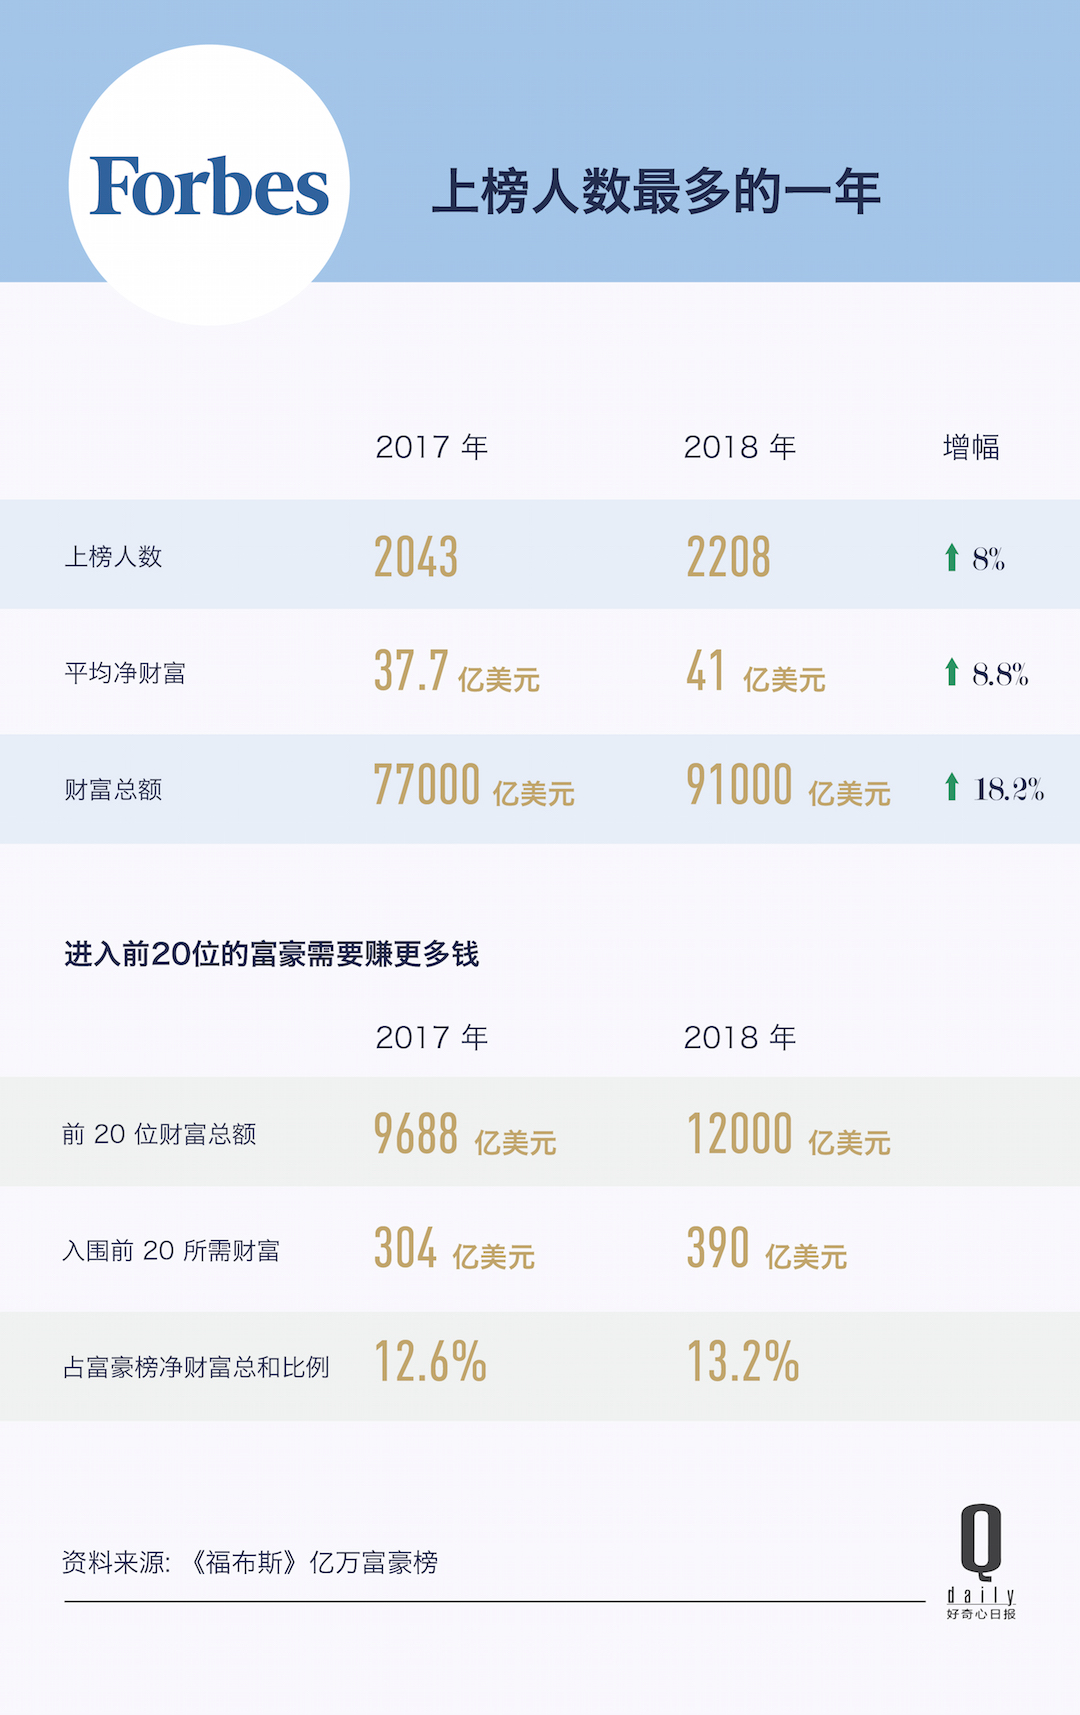 Forbes
上榜人数最多的一年
2017 年 2018 年 增幅
上榜人数 2043 2208 8%
平均净财富 37.7 亿美元 41 亿美元 8.8%
财富总额 77000 亿美元 91000 亿美元 18.2%
进入前20位的富豪需要赚更多钱
2017 年 2018 年
前 20 位财富总额 9688 亿美元 12000 亿美元
入围前 20 所需财富 304 亿美元 390 亿美元
占富豪榜净财富总和比例 12.6% 13.2%
资料来源: 《福布斯》亿万富豪榜
Q
daily
好奇心日报